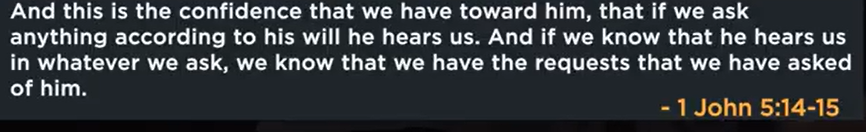 And this is the confidence that we have toward him, that if we ask
anything according to his will he hears us. And if we know that he hears us
in whatever we ask, we know that we have the requests that we have asked
of him.
- 1 John 5:14-15